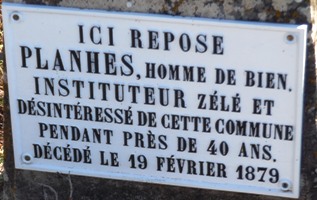 ICI REPOSE
PLANHES, HOMME DE BIEN.
INSTITUTEUR ZÉLÉ ET
DÉSINTÉRESSÉ DE CETTE COMMUNE
PENDANT PRÈS DE 40 ANS.
DÉCÉDÉ LE 19 FÉVRIER 1879